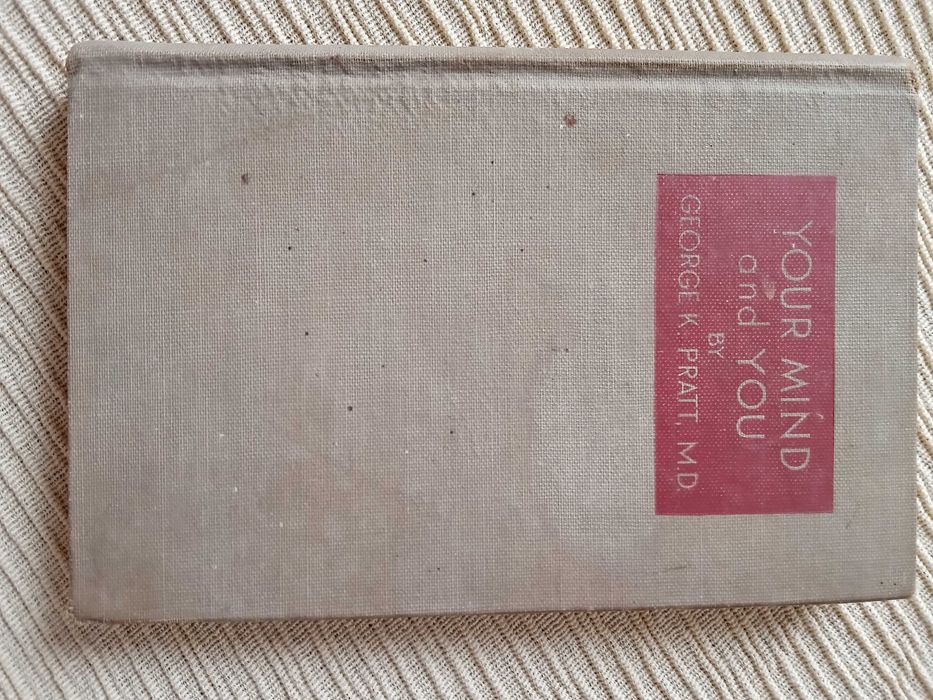 YOUR MIND
and YOU
BY
GEORGE K. PRATT, M.D.